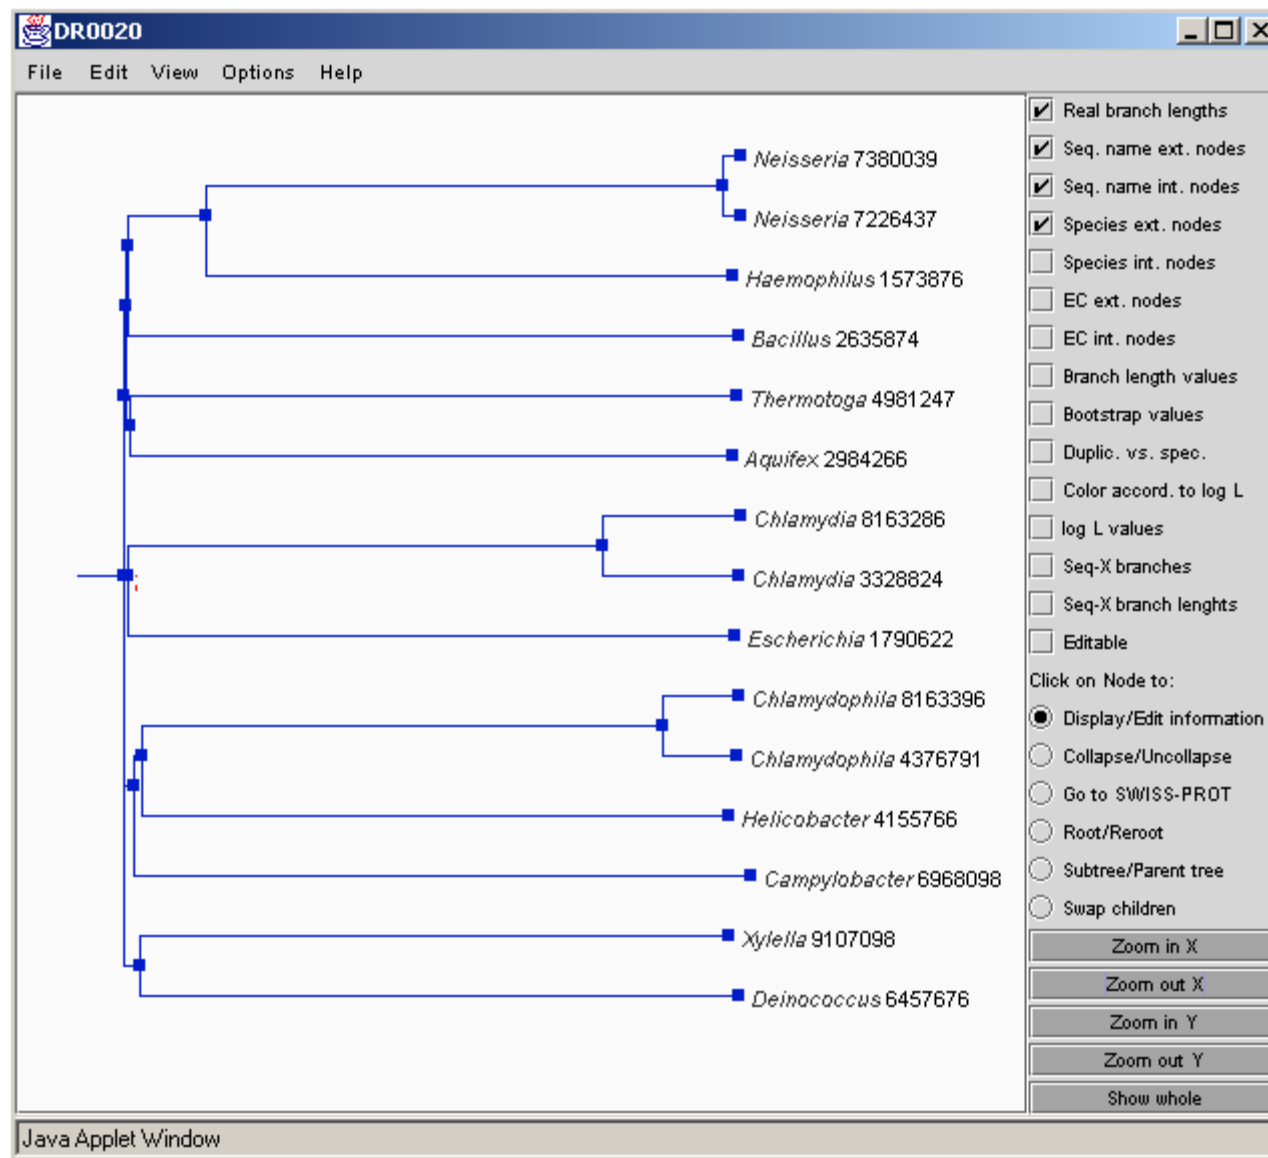 DR0020
File Edit View Options Help
Neisseria 7380039
Neisseria 7226437
Haemophilus 1573876
Bacillus 2635874
Thermotoga 4981247
Aquifex 2984266
Chlamydia 8163286
Chlamydia 3328824
Escherichia 1790622
Chlamydophila 8163396
Chlamydophila 4376791
Helicobacter 4155766
Campylobacter 6968098
Xylella 9107098
Deinococcus 6457676
Real branch lengths
Seq. name ext. nodes
Seq. name int. nodes
Species ext. nodes
Species int. nodes
EC ext. nodes
EC int. nodes
Branch length values
Bootstrap values
Duplic. vs. spec.
Color accord. to log L
log L values
Seq-X branches
Seq-X branch lenghts
Editable
Click on Node to:
Display/Edit information
Collapse/Uncollapse
Go to SWISS-PROT
Root/Reroot
Subtree/Parent tree
Swap children
Zoom in X
Zoom out X
Zoom in Y
Zoom out Y
Show whole
Java Applet Window